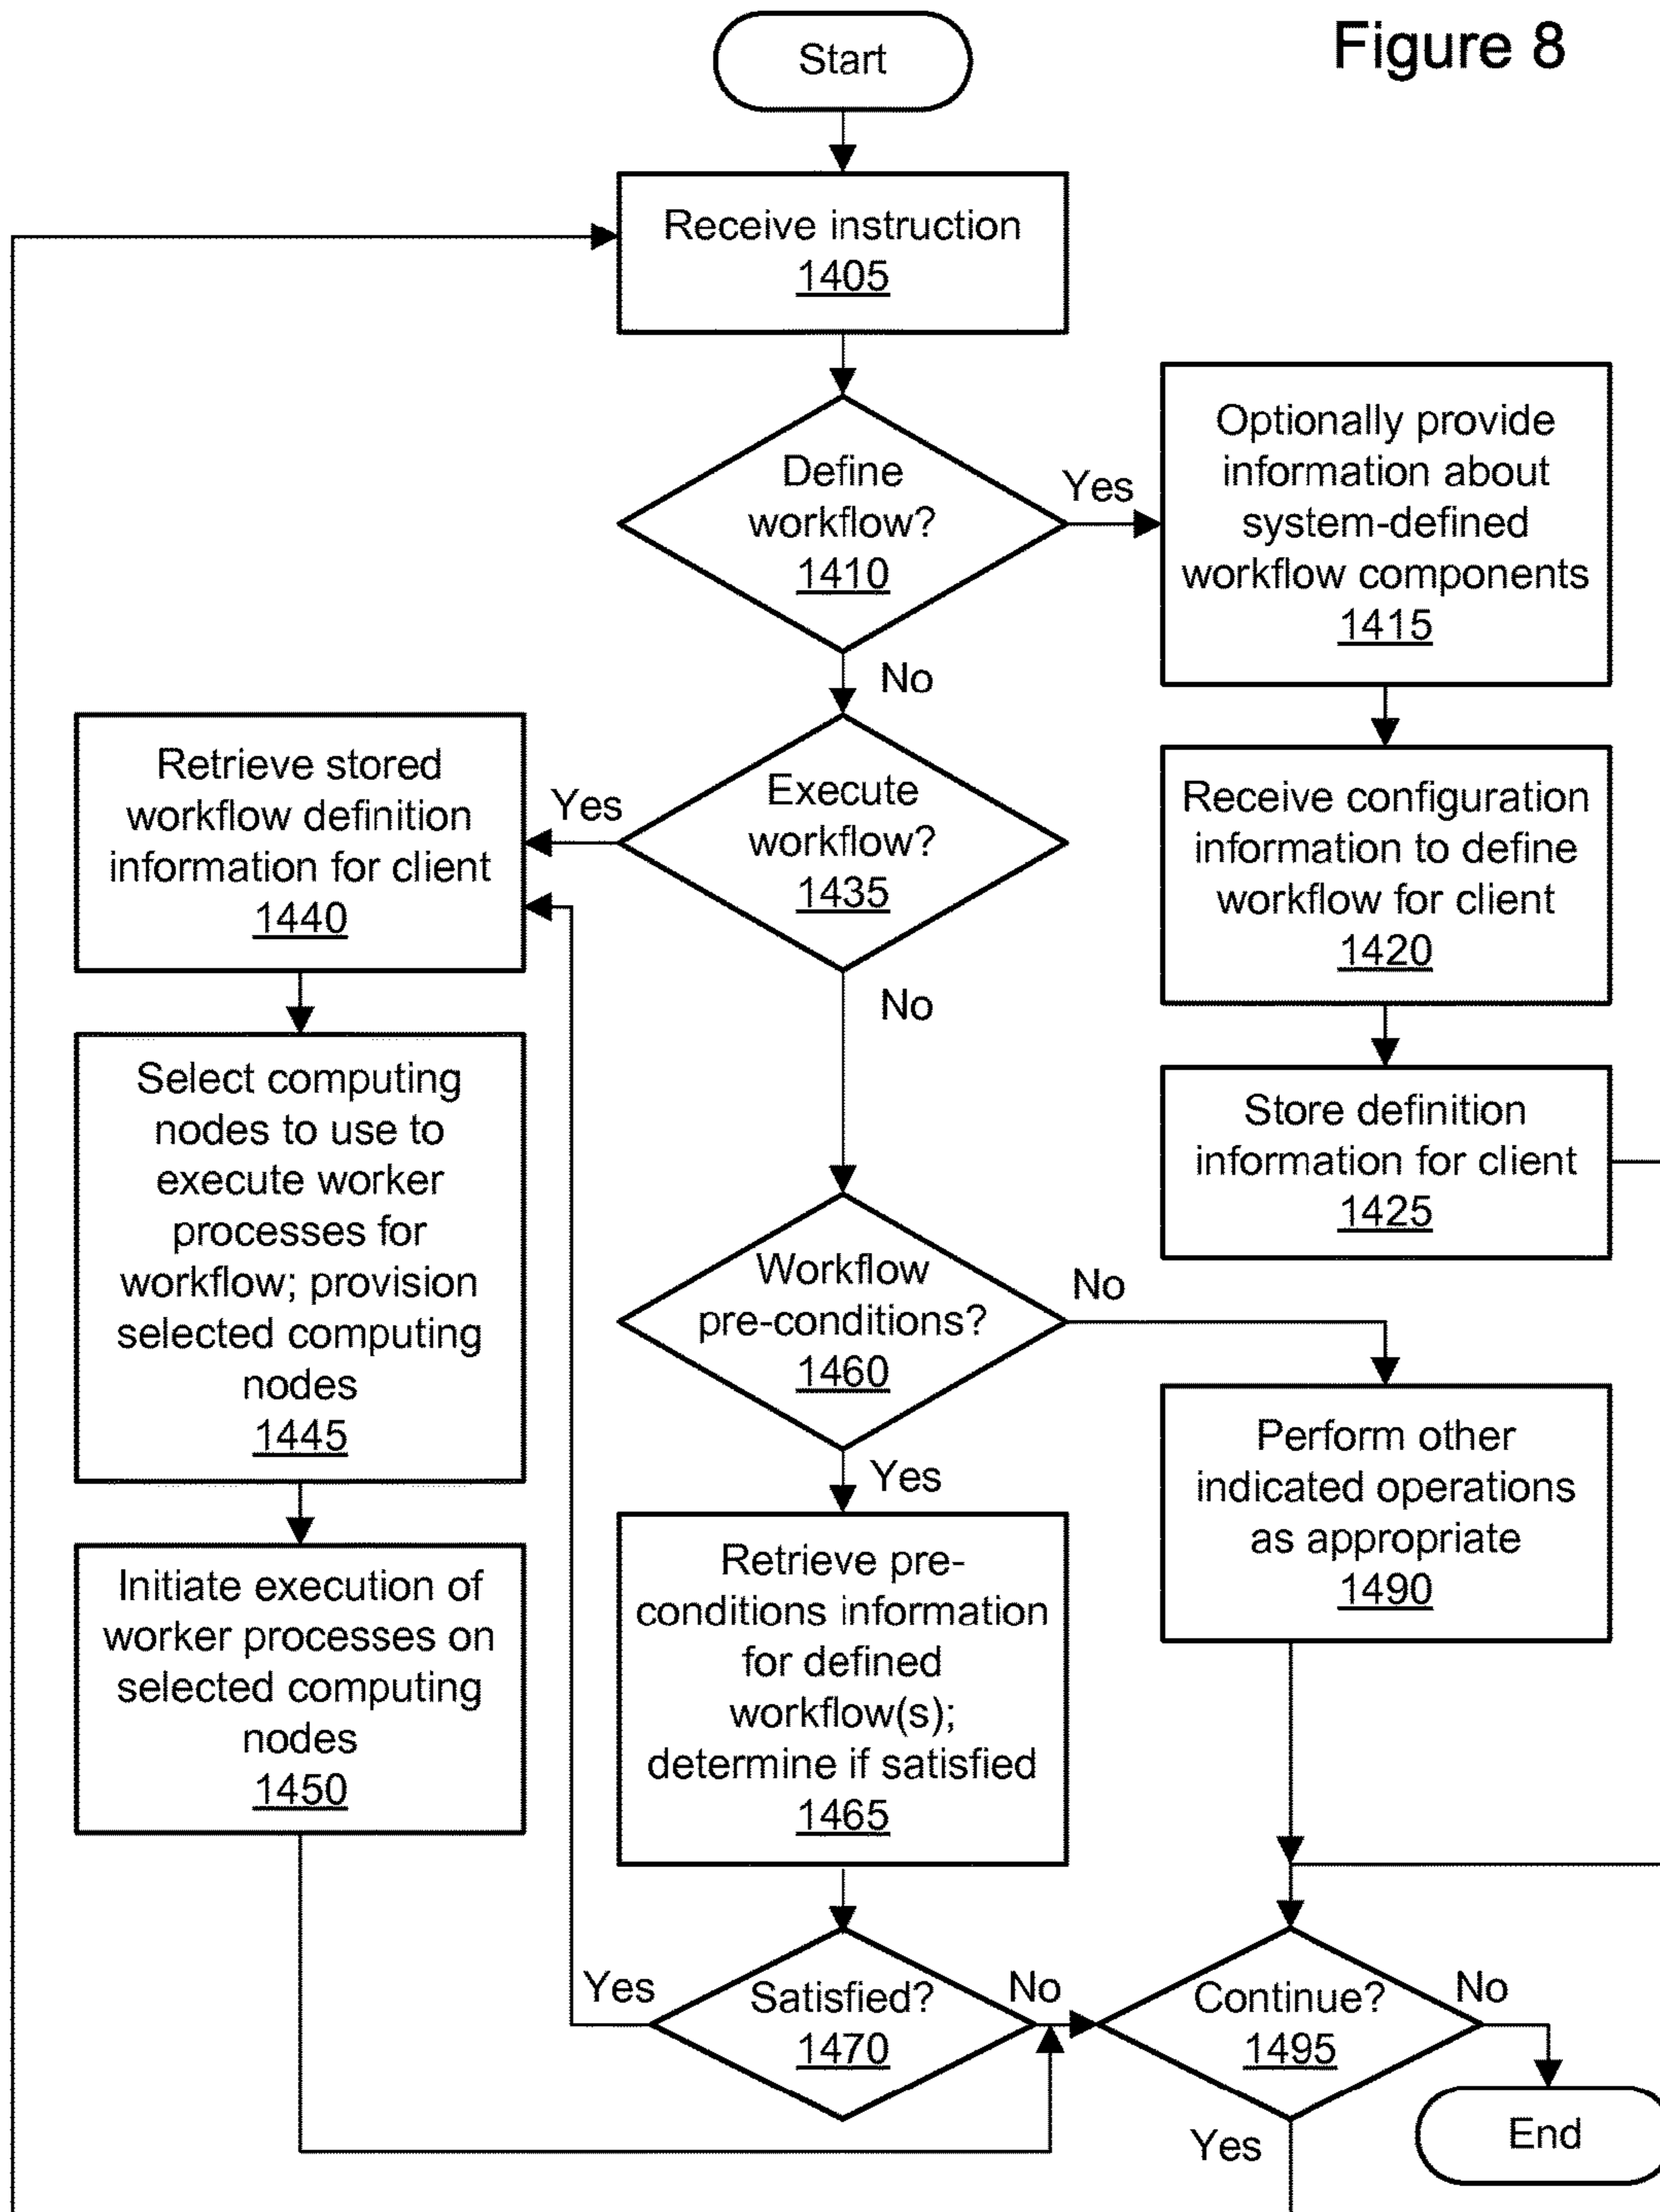 Figure 8
Start
Receive instruction
1405
Define
workflow?
1410
Yes
No
Optionally provide
information about
system-defined
workflow components
1415
Receive configuration
information to define
workflow for client
1420
Store definition
information for client
1425
Execute
workflow?
1435
Yes
No
Retrieve stored
workflow definition
information for client
1440
Select computing
nodes to use to
execute worker
processes for
workflow; provision
selected computing
nodes
1445
Initiate execution of
worker processes on
selected computing
nodes
1450
Workflow
pre-conditions?
1460
No
Yes
Retrieve pre-
conditions information
for defined
workflow(s);
determine if satisfied
1465
Perform other
indicated operations
as appropriate
1490
Satisfied?
1470
Yes
No
Continue?
1495
No
Yes
End